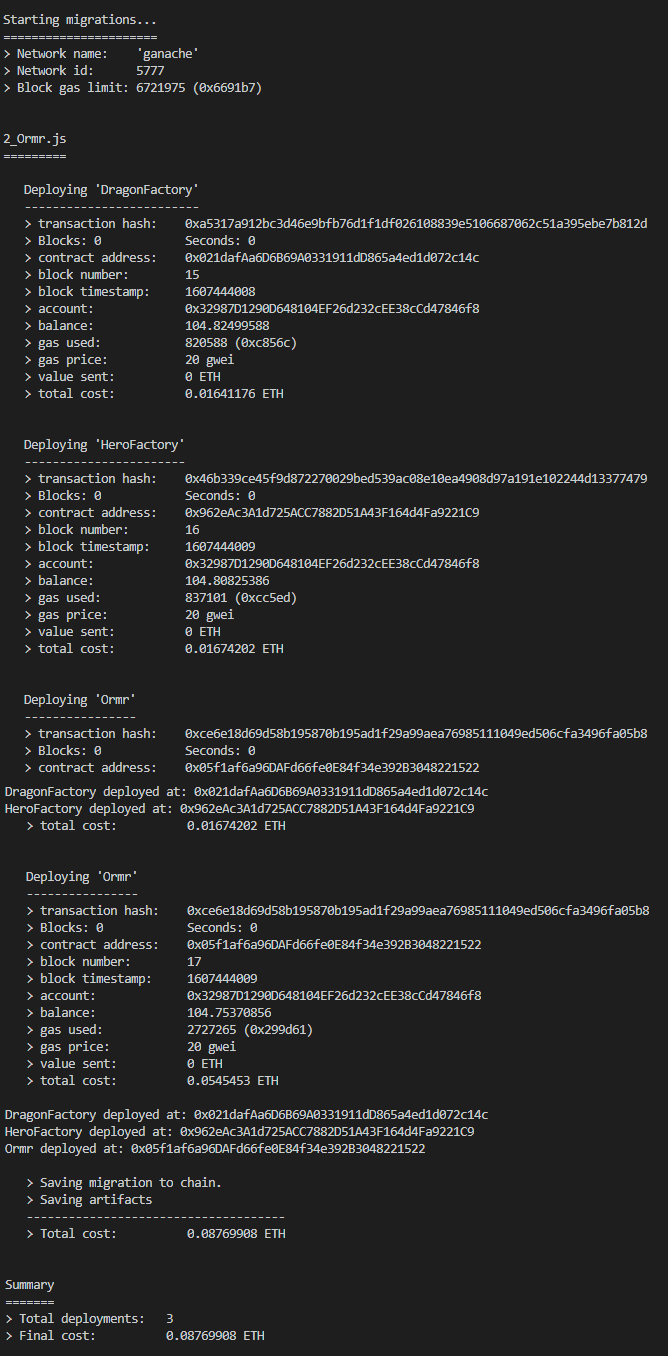 Starting migrations...
======================
> Network name:    'ganache'
> Network id:      5777
> Block gas limit: 6721975 (0x6691b7)
2_Ormr.js
=========
Deploying 'DragonFactory'
-------------------------
> transaction hash:    0xa5317a912bc3d46e9bfb76d1f1df026108839e5106687062c51a395ebe7b812d
> Blocks: 0            Seconds: 0
> contract address:    0x021dafAa6D6B69A0331911dD865a4ed1d072c14c
> block number:        15
> block timestamp:     1607444008
> account:             0x32987D1290D648104EF26d232cEE38cCd47846f8
> balance:             104.82499588
> gas used:            820588 (0xc856c)
> gas price:           20 gwei
> value sent:          0 ETH
> total cost:          0.01641176 ETH
Deploying 'HeroFactory'
-----------------------
> transaction hash:    0x46b339ce45f9d872270029bed539ac08e10ea4908d97a191e102244d13377479
> Blocks: 0            Seconds: 0
> contract address:    0x962eAc3A1d725ACC7882D51A43F164d4Fa9221C9
> block number:        16
> block timestamp:     1607444009
> account:             0x32987D1290D648104EF26d232cEE38cCd47846f8
> balance:             104.80825386
> gas used:            837101 (0xcc5ed)
> gas price:           20 gwei
> value sent:          0 ETH
> total cost:          0.01674202 ETH
Deploying 'Ormr'
----------------
> transaction hash:    0xce6e18d69d58b195870b195ad1f29a99aea76985111049ed506cfa3496fa05b8
> Blocks: 0            Seconds: 0
> contract address:    0x05f1af6a96DAFd66fe0E84f34e392B3048221522
DragonFactory deployed at: 0x021dafAa6D6B69A0331911dD865a4ed1d072c14c
HeroFactory deployed at: 0x962eAc3A1d725ACC7882D51A43F164d4Fa9221C9
> total cost:          0.01674202 ETH
Deploying 'Ormr'
----------------
> transaction hash:    0xce6e18d69d58b195870b195ad1f29a99aea76985111049ed506cfa3496fa05b8
> Blocks: 0            Seconds: 0
> contract address:    0x05f1af6a96DAFd66fe0E84f34e392B3048221522
> block number:        17
> block timestamp:     1607444009
> account:             0x32987D1290D648104EF26d232cEE38cCd47846f8
> balance:             104.75370856
> gas used:            2727265 (0x299d61)
> gas price:           20 gwei
> value sent:          0 ETH
> total cost:          0.0545453 ETH
DragonFactory deployed at: 0x021dafAa6D6B69A0331911dD865a4ed1d072c14c
HeroFactory deployed at: 0x962eAc3A1d725ACC7882D51A43F164d4Fa9221C9
Ormr deployed at: 0x05f1af6a96DAFd66fe0E84f34e392B3048221522
> Saving migration to chain.
> Saving artifacts
-------------------------------------
> Total cost:          0.08769908 ETH
Summary
=======
> Total deployments:   3
> Final cost:          0.08769908 ETH